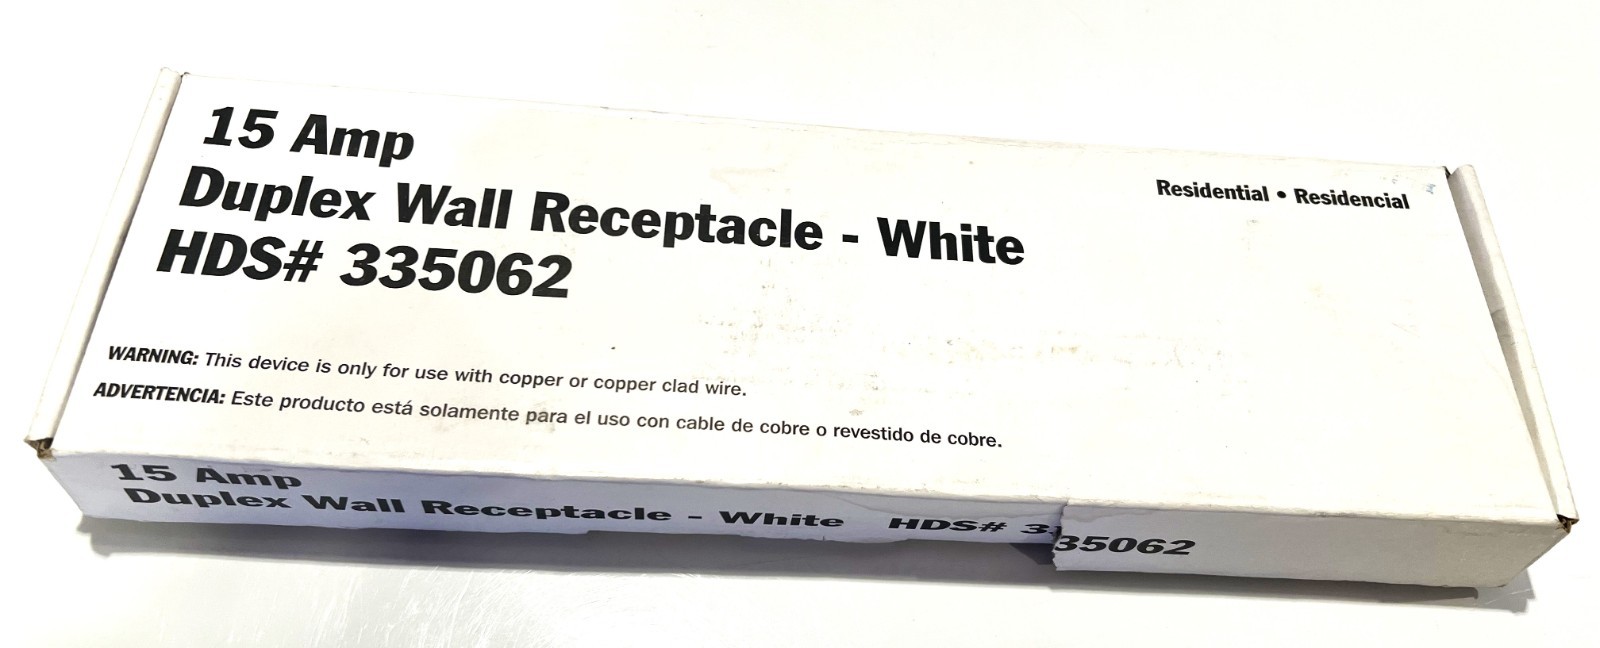 15 Amp
Duplex Wall Receptacle - White
HDS# 335062
Residential • Residencial
WARNING: This device is only for use with copper or copper clad wire.
ADVERTENCIA: Este producto está solamente para el uso con cable de cobre o revestido de cobre.
15 Amp
Duplex Wall Receptacle - White HDS# 335062